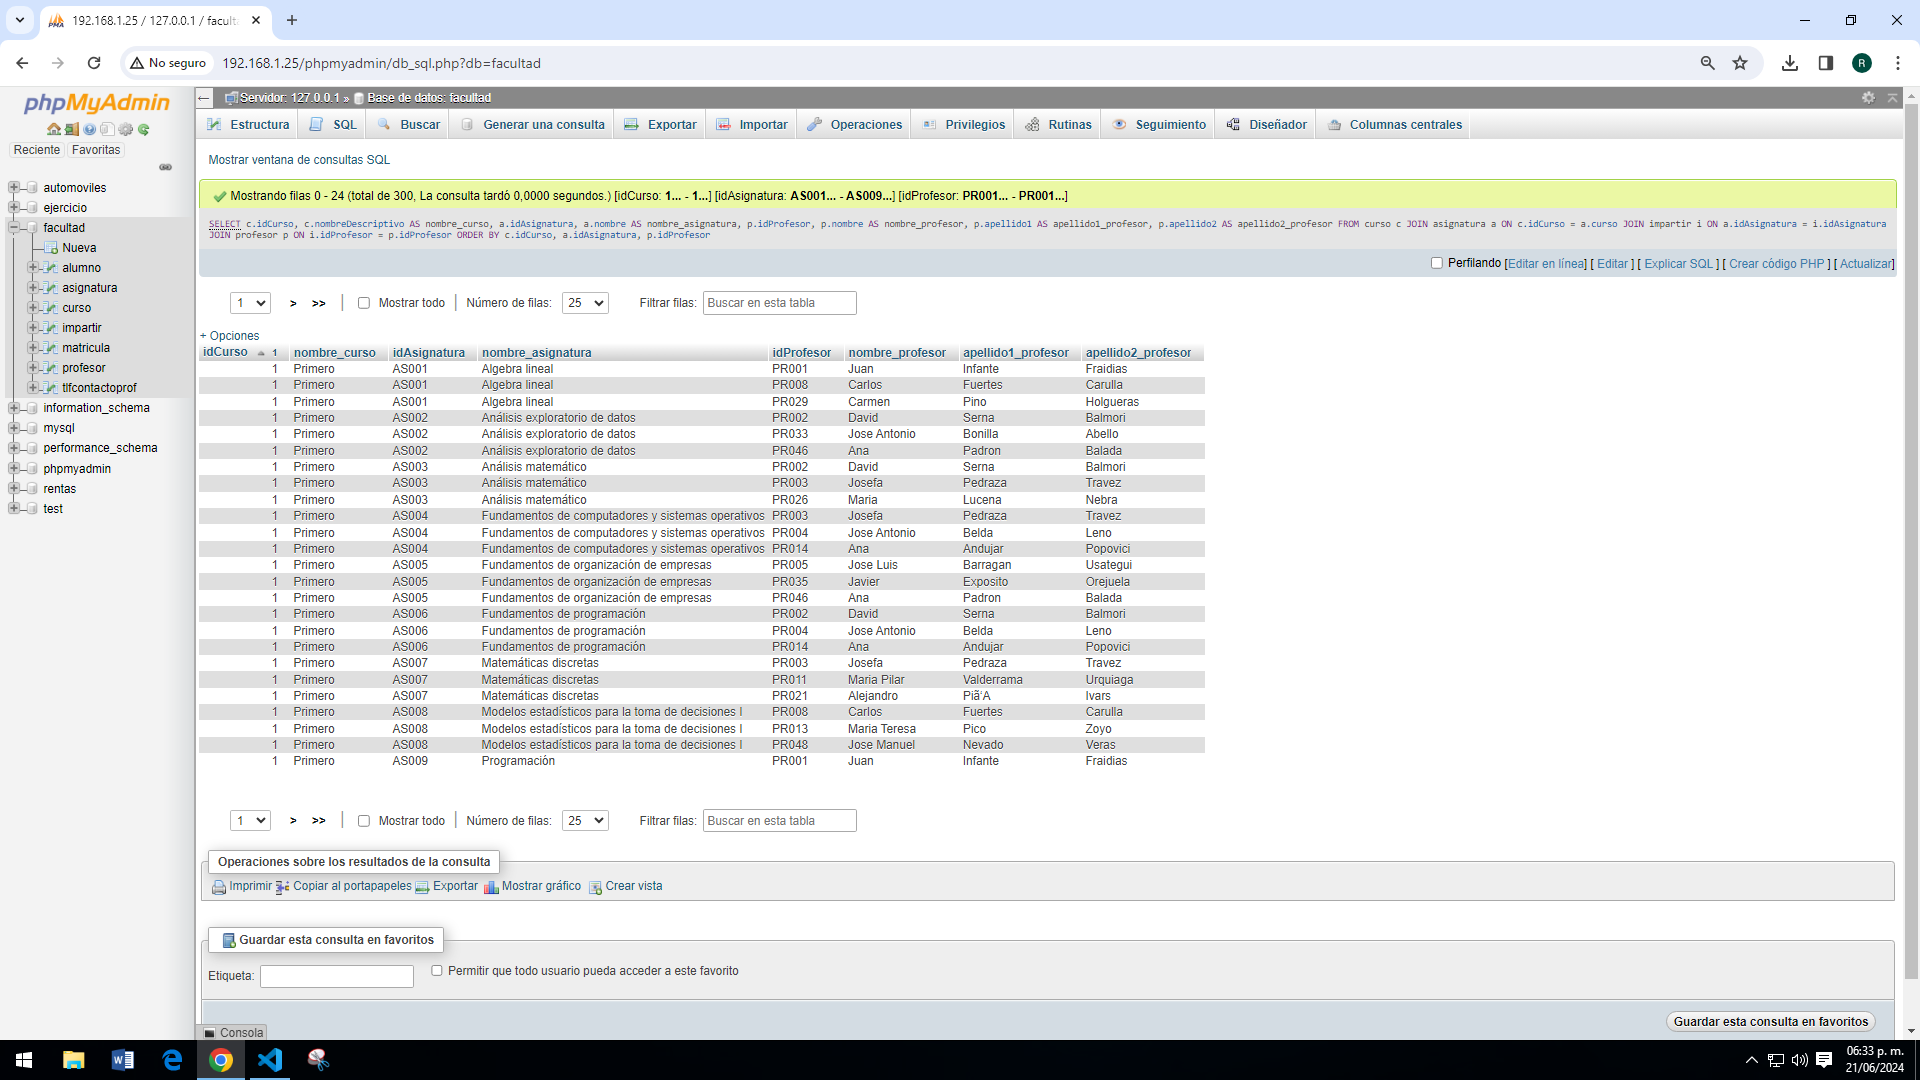 192.168.1.25 / 127.0.0.1 / facult
No seguro
192.168.1.25/phpmyadmin/db_sql.php?db=facultad
R
phpMyAdmin
Reciente Favoritas
automoviles
ejercicio
facultad
Nueva
alumno
asignatura
curso
impartir
matricula
profesor
tlfcontactoprof
information_schema
mysql
performance_schema
phpmyadmin
rentas
test
Servidor: 127.0.0.1 » Base de datos: facultad
Estructura SQL Buscar Generar una consulta Exportar Importar Operaciones Privilegios Rutinas Seguimiento Diseñador Columnas centrales
Mostrar ventana de consultas SQL
Mostrando filas 0 - 24 (total de 300, La consulta tardó 0,0000 segundos.) [idCurso: 1... - 1...] [idAsignatura: AS001... - AS009...] [idProfesor: PR001... - PR001...]
SELECT c.idCurso, c.nombreDescriptivo AS nombre_curso, a.idAsignatura, a.nombre AS nombre_asignatura, p.idProfesor, p.nombre AS nombre_profesor, p.apellido1 AS apellido1_profesor, p.apellido2 AS apellido2_profesor FROM curso c JOIN asignatura a ON c.idCurso = a.curso JOIN impartir i ON a.idAsignatura = i.idAsignatura
JOIN profesor p ON i.idProfesor = p.idProfesor ORDER BY c.idCurso, a.idAsignatura, p.idProfesor
Perfilando [Editar en línea] [ Editar ] [ Explicar SQL ] [ Crear código PHP ] [ Actualizar]
1 > >> Mostrar todo Número de filas: 25 Filtrar filas: Buscar en esta tabla
+ Opciones
idCurso 1 nombre_curso idAsignatura nombre_asignatura idProfesor nombre_profesor apellido1_profesor apellido2_profesor
1 Primero AS001 Algebra lineal PR001 Juan Infante Fraidias
1 Primero AS001 Algebra lineal PR008 Carlos Fuertes Carulla
1 Primero AS001 Algebra lineal PR029 Carmen Pino Holgueras
1 Primero AS002 Análisis exploratorio de datos PR002 David Serna Balmori
1 Primero AS002 Análisis exploratorio de datos PR033 Jose Antonio Bonilla Abello
1 Primero AS002 Análisis exploratorio de datos PR046 Ana Padron Balada
1 Primero AS003 Análisis matemático PR002 David Serna Balmori
1 Primero AS003 Análisis matemático PR003 Josefa Pedraza Travez
1 Primero AS003 Análisis matemático PR026 Maria Lucena Nebra
1 Primero AS004 Fundamentos de computadores y sistemas operativos PR003 Josefa Pedraza Travez
1 Primero AS004 Fundamentos de computadores y sistemas operativos PR004 Jose Antonio Belda Leno
1 Primero AS004 Fundamentos de computadores y sistemas operativos PR014 Ana Andujar Popovici
1 Primero AS005 Fundamentos de organización de empresas PR005 Jose Luis Barragan Usategui
1 Primero AS005 Fundamentos de organización de empresas PR035 Javier Exposito Orejuela
1 Primero AS005 Fundamentos de organización de empresas PR046 Ana Padron Balada
1 Primero AS006 Fundamentos de programación PR002 David Serna Balmori
1 Primero AS006 Fundamentos de programación PR004 Jose Antonio Belda Leno
1 Primero AS006 Fundamentos de programación PR014 Ana Andujar Popovici
1 Primero AS007 Matemáticas discretas PR003 Josefa Pedraza Travez
1 Primero AS007 Matemáticas discretas PR011 Maria Pilar Valderrama Urquiaga
1 Primero AS007 Matemáticas discretas PR021 Alejandro Piã‘A Ivars
1 Primero AS008 Modelos estadísticos para la toma de decisiones I PR008 Carlos Fuertes Carulla
1 Primero AS008 Modelos estadísticos para la toma de decisiones I PR013 Maria Teresa Pico Zoyo
1 Primero AS008 Modelos estadísticos para la toma de decisiones I PR048 Jose Manuel Nevado Veras
1 Primero AS009 Programación PR001 Juan Infante Fraidias
1 > >> Mostrar todo Número de filas: 25 Filtrar filas: Buscar en esta tabla
Operaciones sobre los resultados de la consulta
Imprimir Copiar al portapapeles Exportar Mostrar gráfico Crear vista
Guardar esta consulta en favoritos
Etiqueta: Permitir que todo usuario pueda acceder a este favorito
Guardar esta consulta en favoritos
Consola
06:33 p. m.
21/06/2024